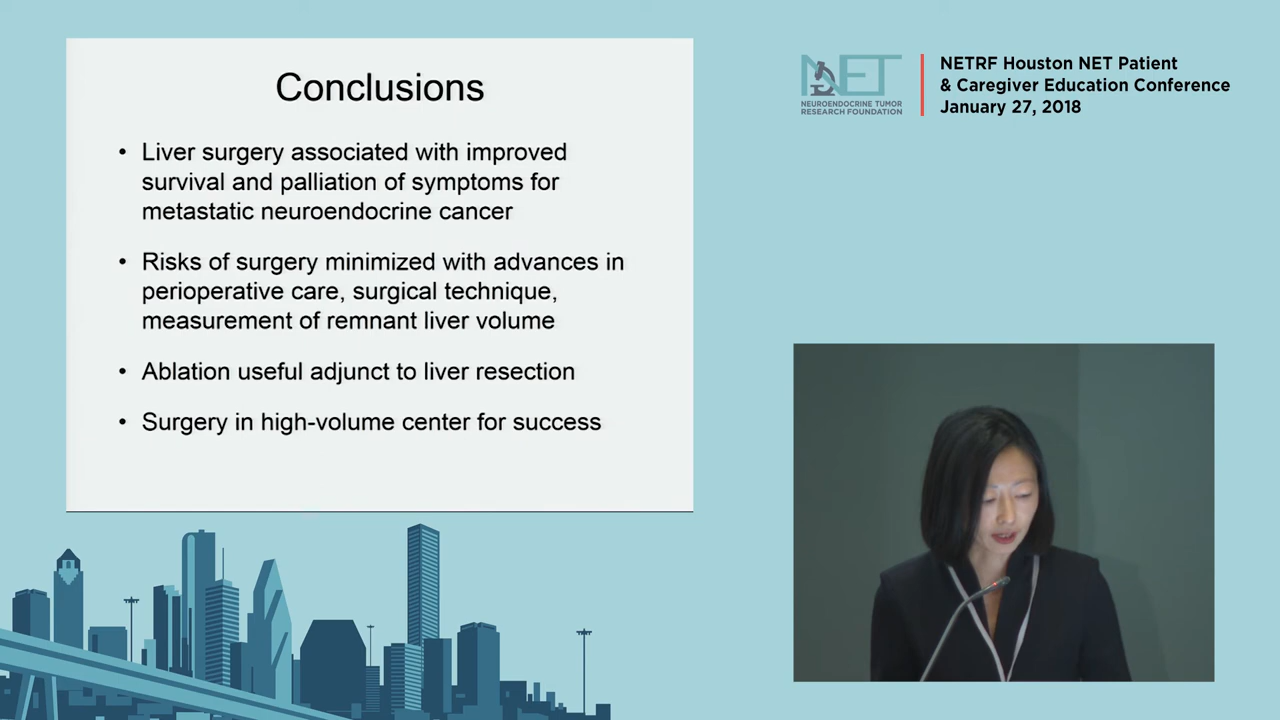 Conclusions
• Liver surgery associated with improved
survival and palliation of symptoms for
metastatic neuroendocrine cancer
• Risks of surgery minimized with advances in
perioperative care, surgical technique,
measurement of remnant liver volume
• Ablation useful adjunct to liver resection
• Surgery in high-volume center for success
NET
NEUROENDOCRINE TUMOR
RESEARCH FOUNDATION
NETRF Houston NET Patient
& Caregiver Education Conference
January 27, 2018